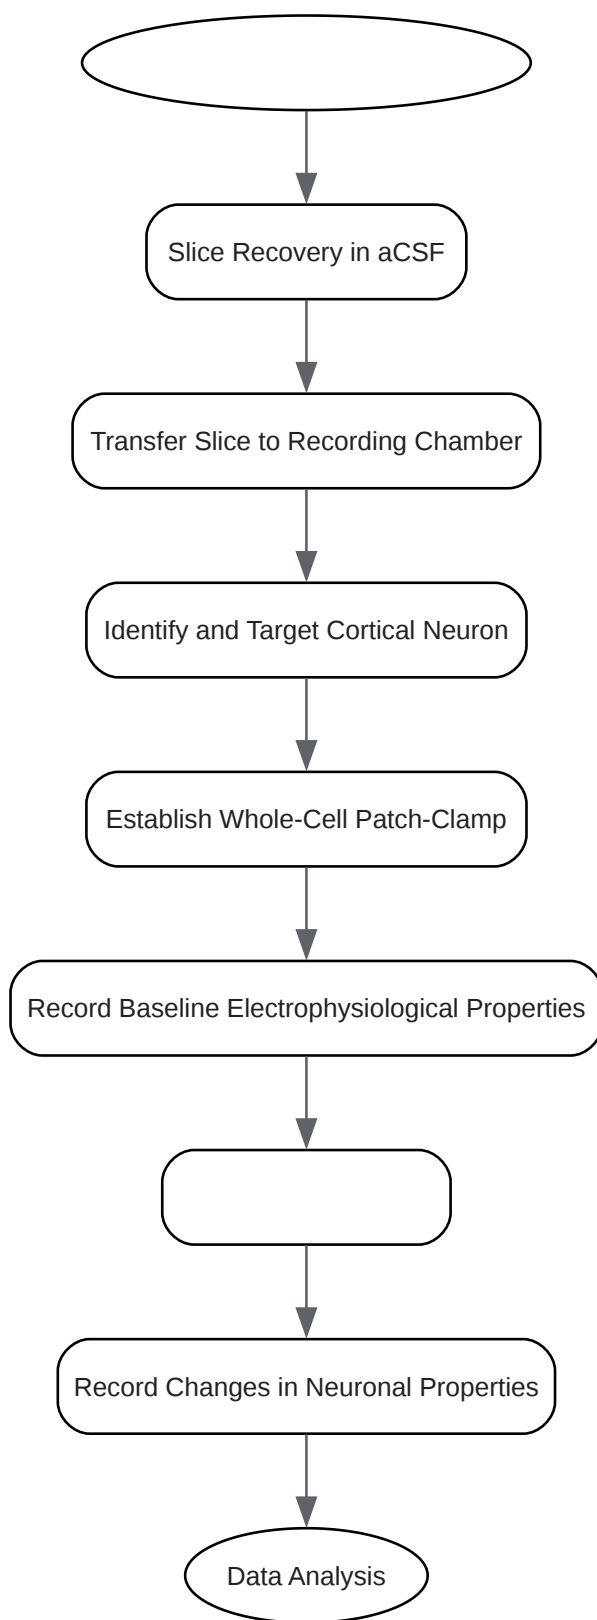 Slice Recovery in aCSF
Transfer Slice to Recording Chamber
Identify and Target Cortical Neuron
Establish Whole-Cell Patch-Clamp
Record Baseline Electrophysiological Properties
Record Changes in Neuronal Properties
Data Analysis